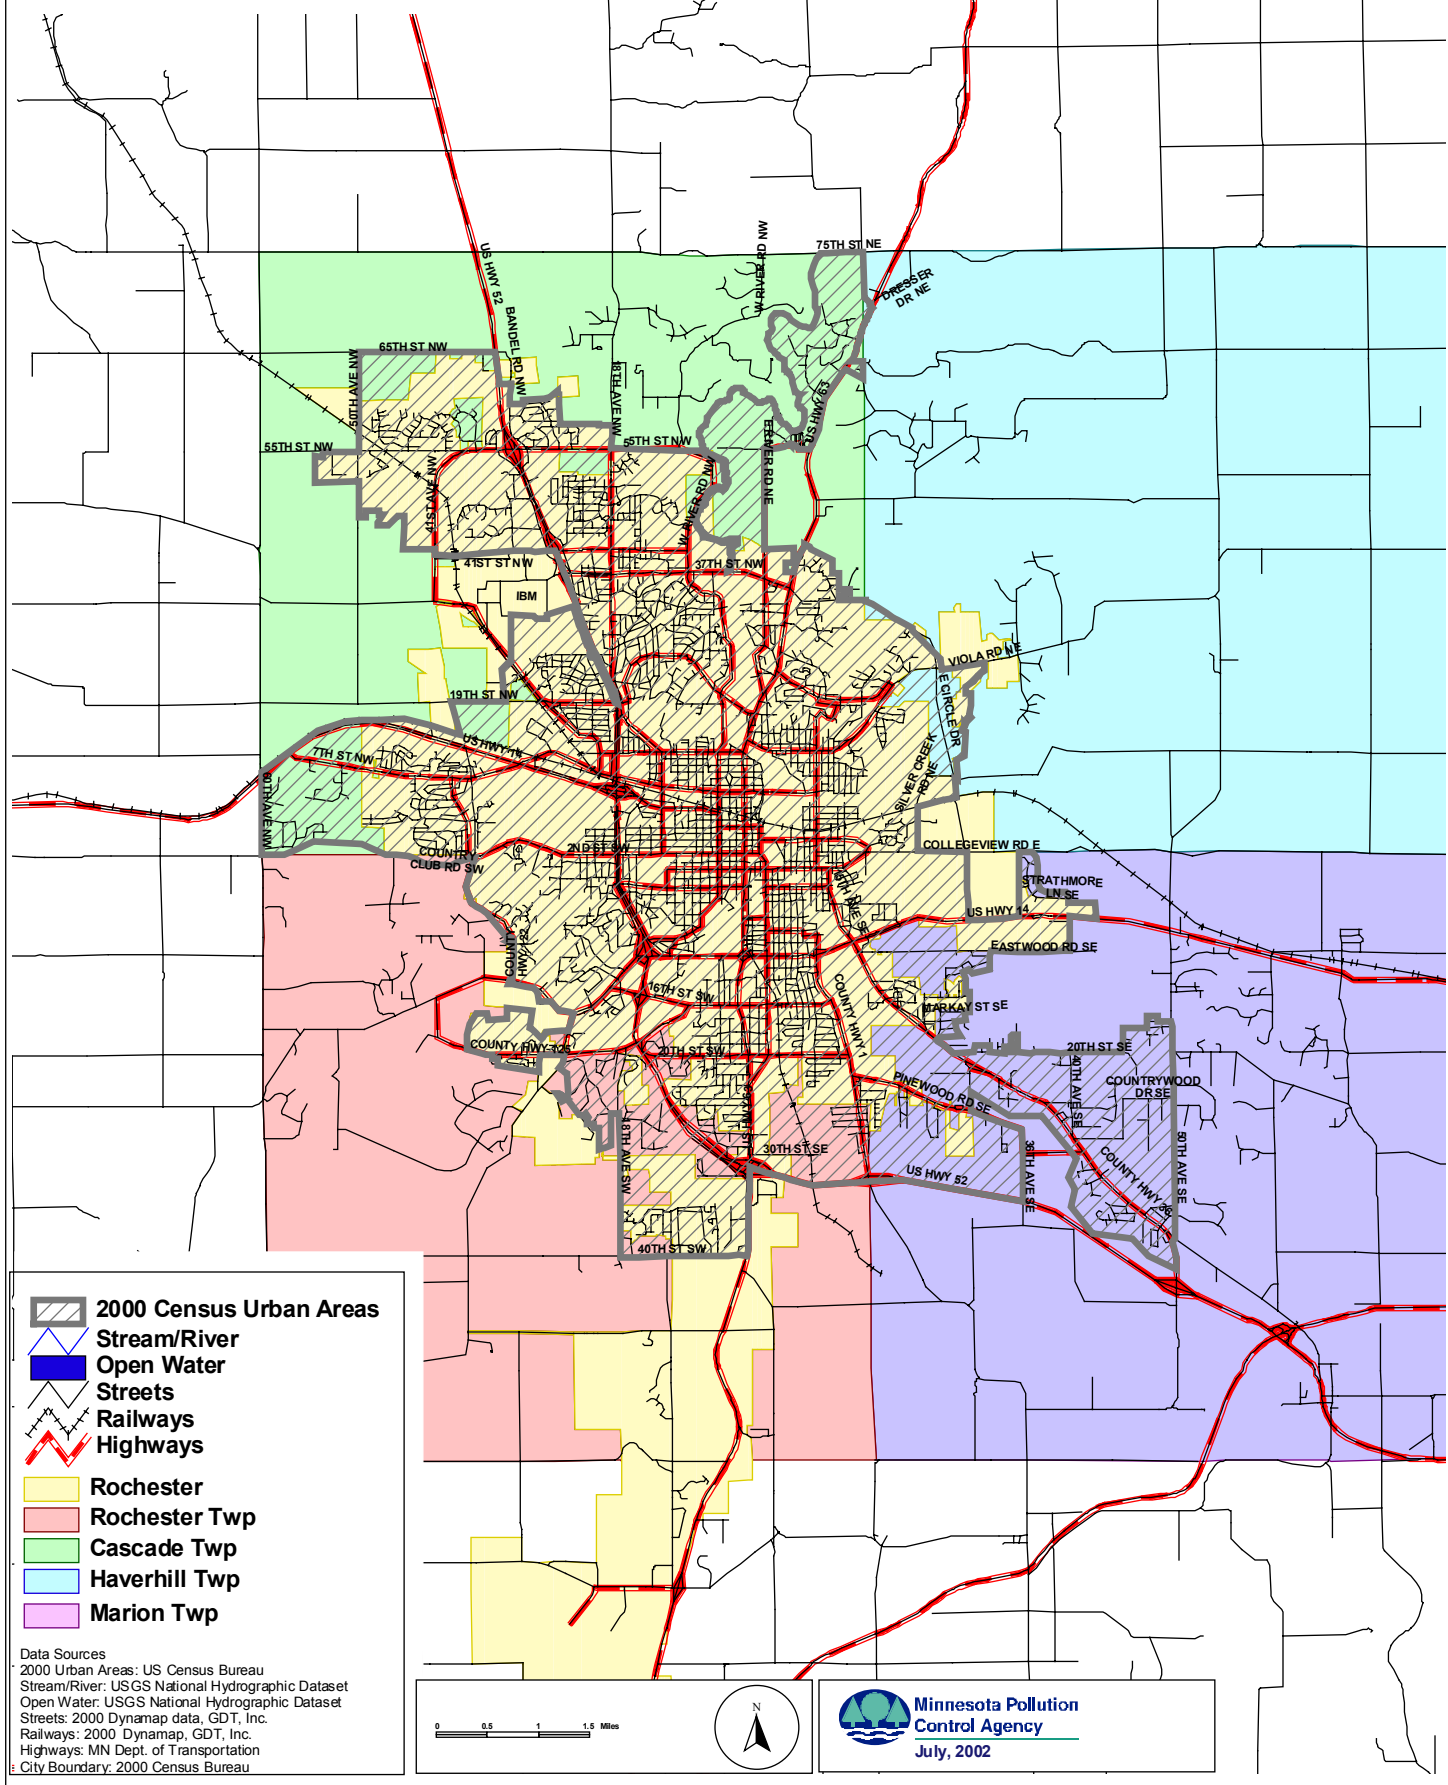 75TH ST NE
W RIVER RD NW
US HWY 52
DRESSER
DR NE
BANDEL RD NW
65TH ST NW
50TH AVE NW
18TH AVE NW
US HWY 63
55TH ST NW
55TH ST NW
E RIVER RD NE
41ST AVE NW
W RIVER RD NW
41ST ST NW
37TH ST NW
IBM
VIOLA RD NE
19TH ST NW
E CIRCLE DR
US HWY 14
7TH ST NW
SILVER CREEK
RD NE
60TH AVE NW
COUNTRY
CLUB RD SW
2ND ST SW
COLLEGEVIEW RD E
STRATHMORE
LN SE
15TH AVE SE
US HWY 14
COUNTY
HWY 122
EASTWOOD RD SE
16TH ST SW
COUNTY HWY 1
MARKAY ST SE
COUNTY HWY 125
20TH ST SW
20TH ST SE
40TH AVE SE
COUNTRYWOOD
DR SE
PINEWOOD RD SE
18TH AVE SW
30TH ST SE
US HWY 52
36TH AVE SE
COUNTY HWY 36
50TH AVE SE
40TH ST SW
2000 Census Urban Areas
Stream/River
Open Water
Streets
Railways
Highways
Rochester
Rochester Twp
Cascade Twp
Haverhill Twp
Marion Twp
Data Sources
2000 Urban Areas: US Census Bureau
Stream/River: USGS National Hydrographic Dataset
Open Water: USGS National Hydrographic Dataset
Streets: 2000 Dynamap data, GDT, Inc.
Railways: 2000 Dynamap, GDT, Inc.
Highways: MN Dept. of Transportation
City Boundary: 2000 Census Bureau
0 0.5 1 1.5 Miles
N
Minnesota Pollution
Control Agency
July, 2002